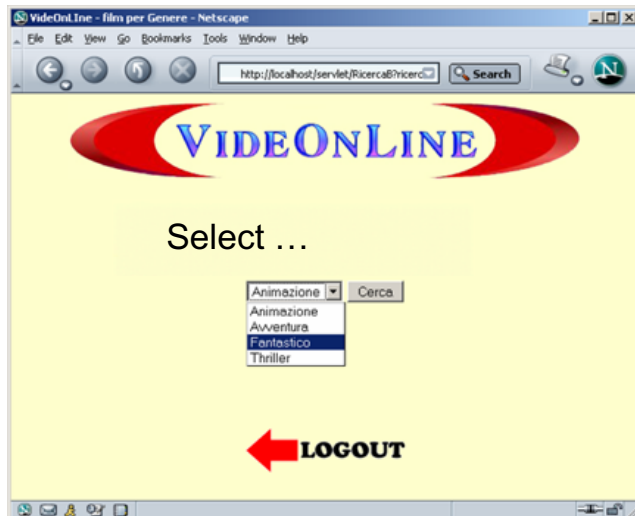 VideOnLIne - film per Genere - Netscape
File Edit View Go Bookmarks Tools Window Help
http://localhost/servlet/RicercaB?ricerc Search N
VIDEONLINE
Select …
Animazione Cerca
Animazione
Avventura
Fantastico
Thriller
LOGOUT